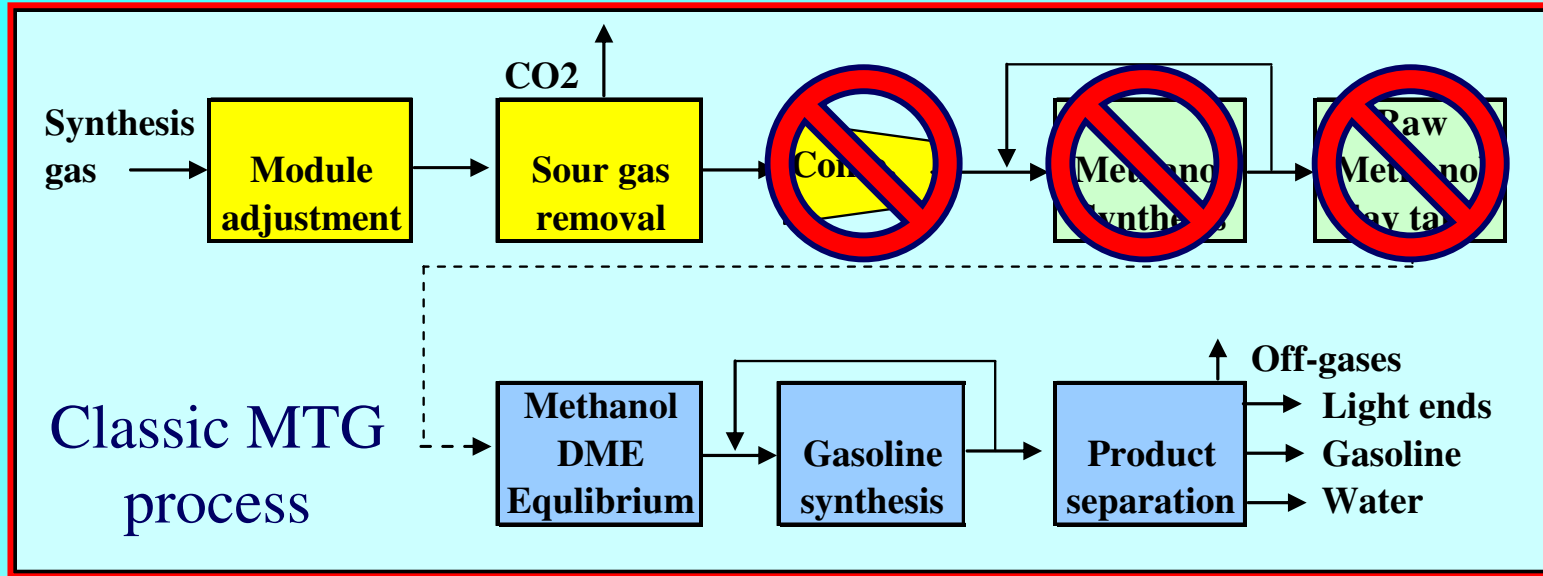 CO2
Synthesis
gas
Module
adjustment
Sour gas
removal
Raw
Classic MTG
process
Methanol
DME
Equlibrium
Gasoline
synthesis
Product
separation
Off-gases
Light ends
Gasoline
Water